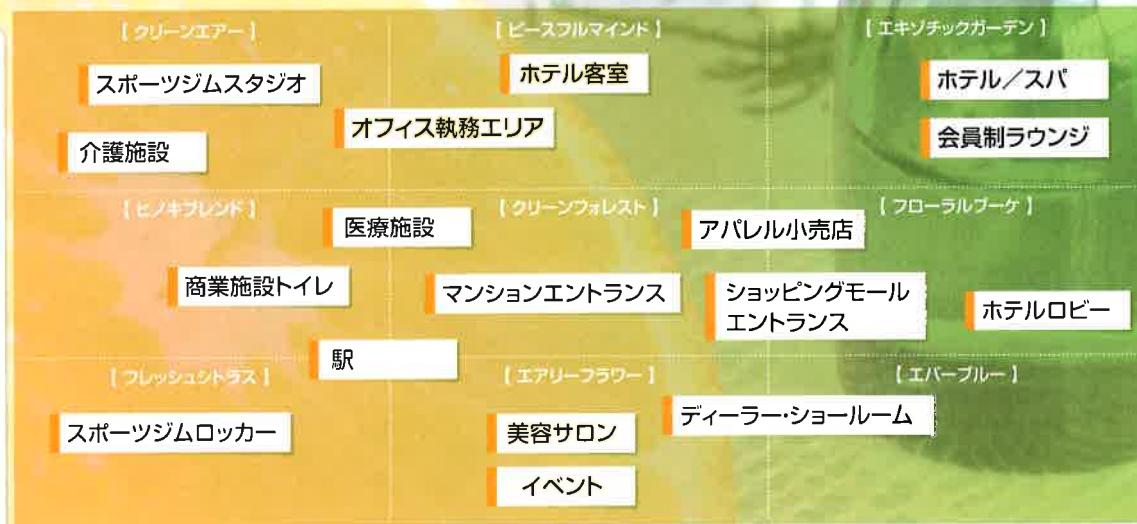 【 クリーンエアー 】
【 ピースフルマインド 】
【 エキゾチックガーデン 】
スポーツジムスタジオ
ホテル客室
ホテル／スパ
オフィス執務エリア
会員制ラウンジ
介護施設
【 ヒノキブレンド 】
【 クリーンウォレスト 】
【 フローラルブーケ 】
医療施設
アパレル小売店
商業施設トイレ
マンションエントランス
ショッピングモール
エントランス
ホテルロビー
駅
【 フレッシュシトラス 】
【 エアリーフラワー 】
【 エバーブルー 】
スポーツジムロッカー
美容サロン
ディーラー・ショールーム
イベント